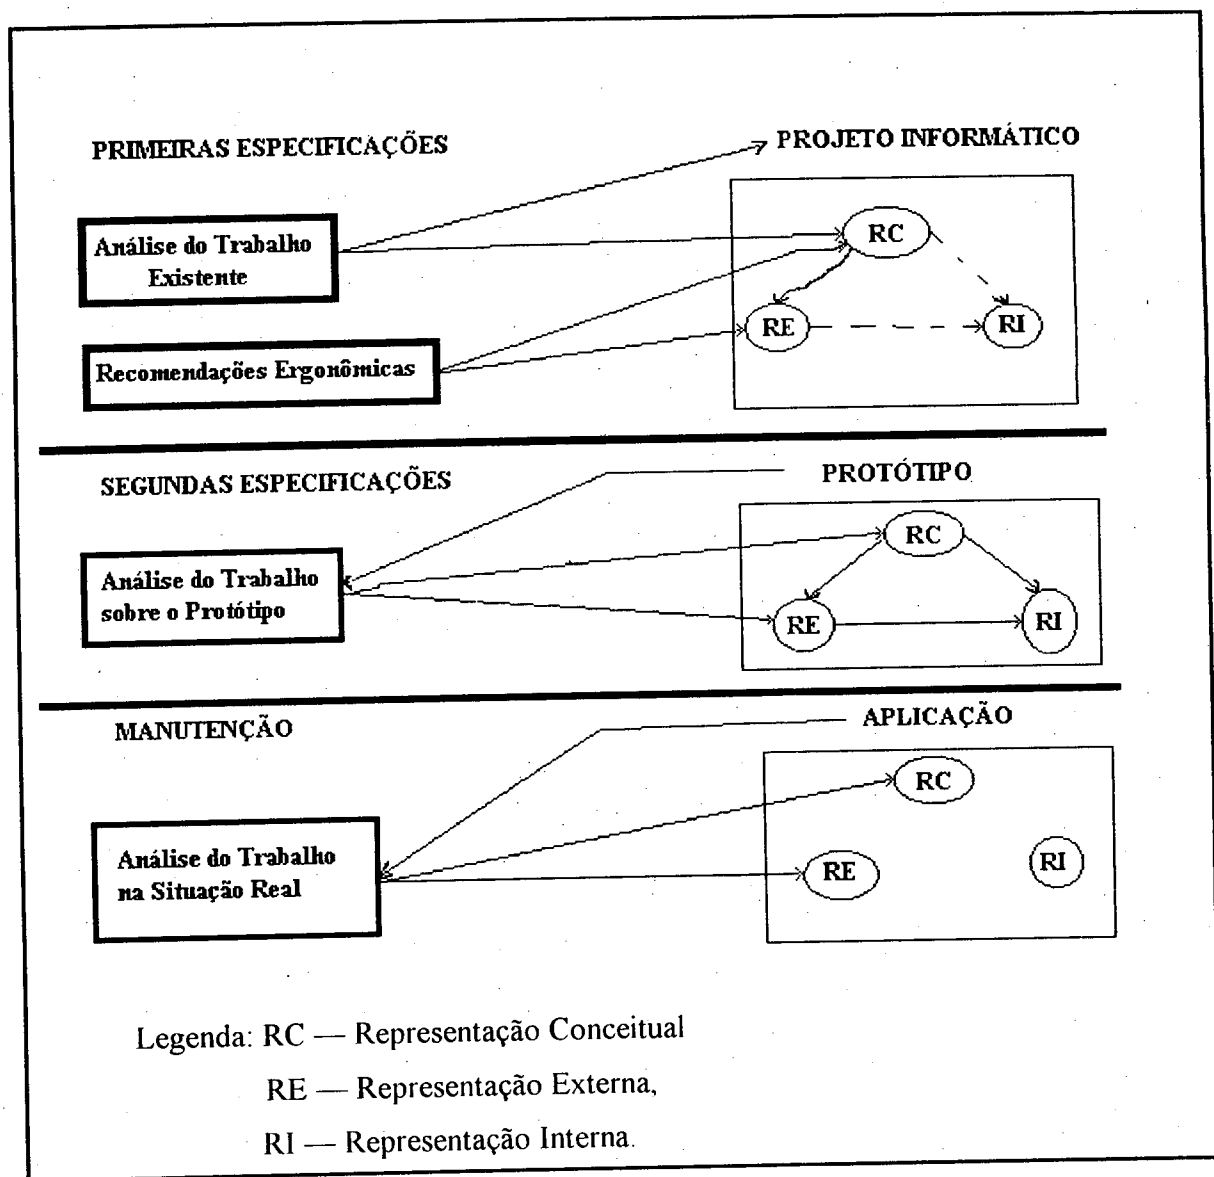 PRIMEIRAS ESPECIFICAÇÕES
PROJETO INFORMÁTICO
Análise do Trabalho
Existente
RC
RE
RI
Recomendações Ergonômicas
SEGUNDAS ESPECIFICAÇÕES
PROTÓTIPO
RC
Análise do Trabalho
sobre o Protótipo
RE
RI
MANUTENÇÃO
APLICAÇÃO
RC
Análise do Trabalho
na Situação Real
RE
RI
Legenda: RC — Representação Conceitual
RE — Representação Externa,
RI — Representação Interna.